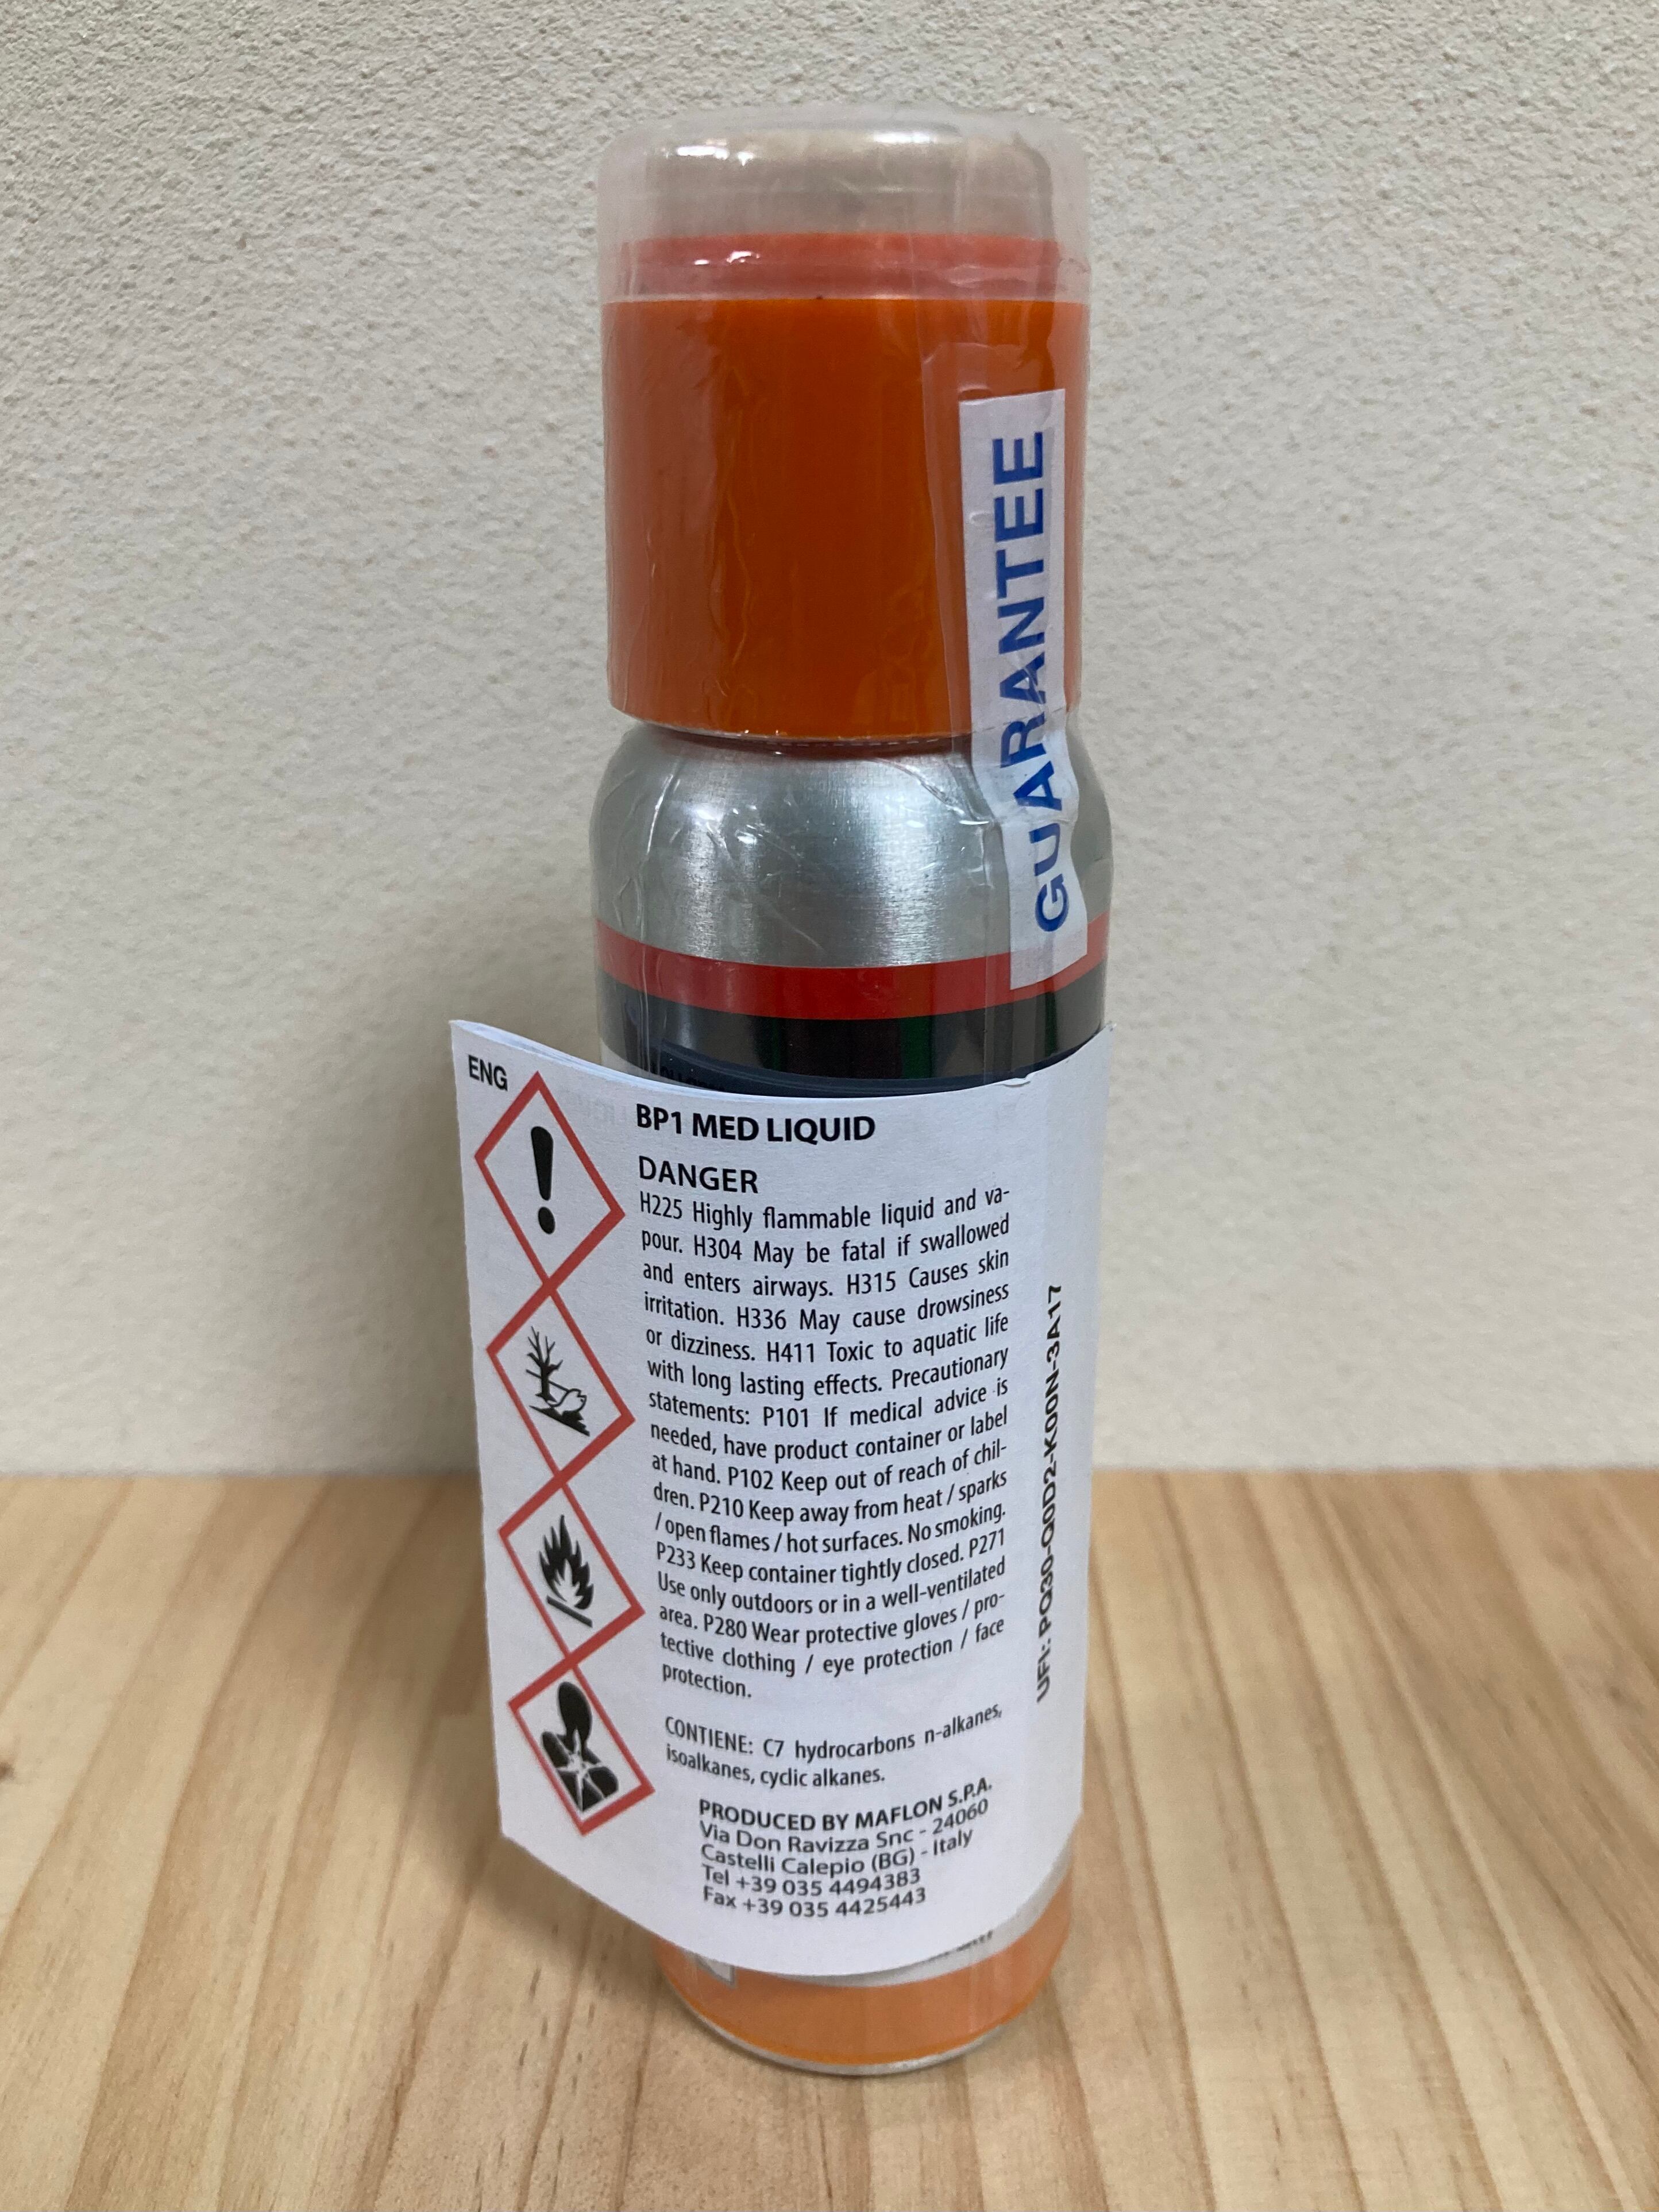 GUARANTEE
ENG
BP1 MED LIQUID
DANGER
H225 Highly flammable liquid and va-
pour. H304 May be fatal if swallowed
and enters airways. H315 Causes skin
irritation. H336 May cause drowsiness
or dizziness. H411 Toxic to aquatic life
with long lasting effects. Precautionary
statements: P101 If medical advice is
needed, have product container or label
at hand. P102 Keep out of reach of chil-
dren. P210 Keep away from heat / sparks
/ open flames / hot surfaces. No smoking.
P233 Keep container tightly closed. P271
Use only outdoors or in a well-ventilated
area. P280 Wear protective gloves / pro-
tective clothing / eye protection / face
protection.
CONTIENE: C7 hydrocarbons n-alkanes,
isoalkanes, cyclic alkanes.
PRODUCED BY MAFLON S.P.A.
Via Don Ravizza Snc - 24060
Castelli Calepio (BG) - Italy
Tel +39 035 4494383
Fax +39 035 4425443
UFI: PQ30-Q0D2-K00N-3A17